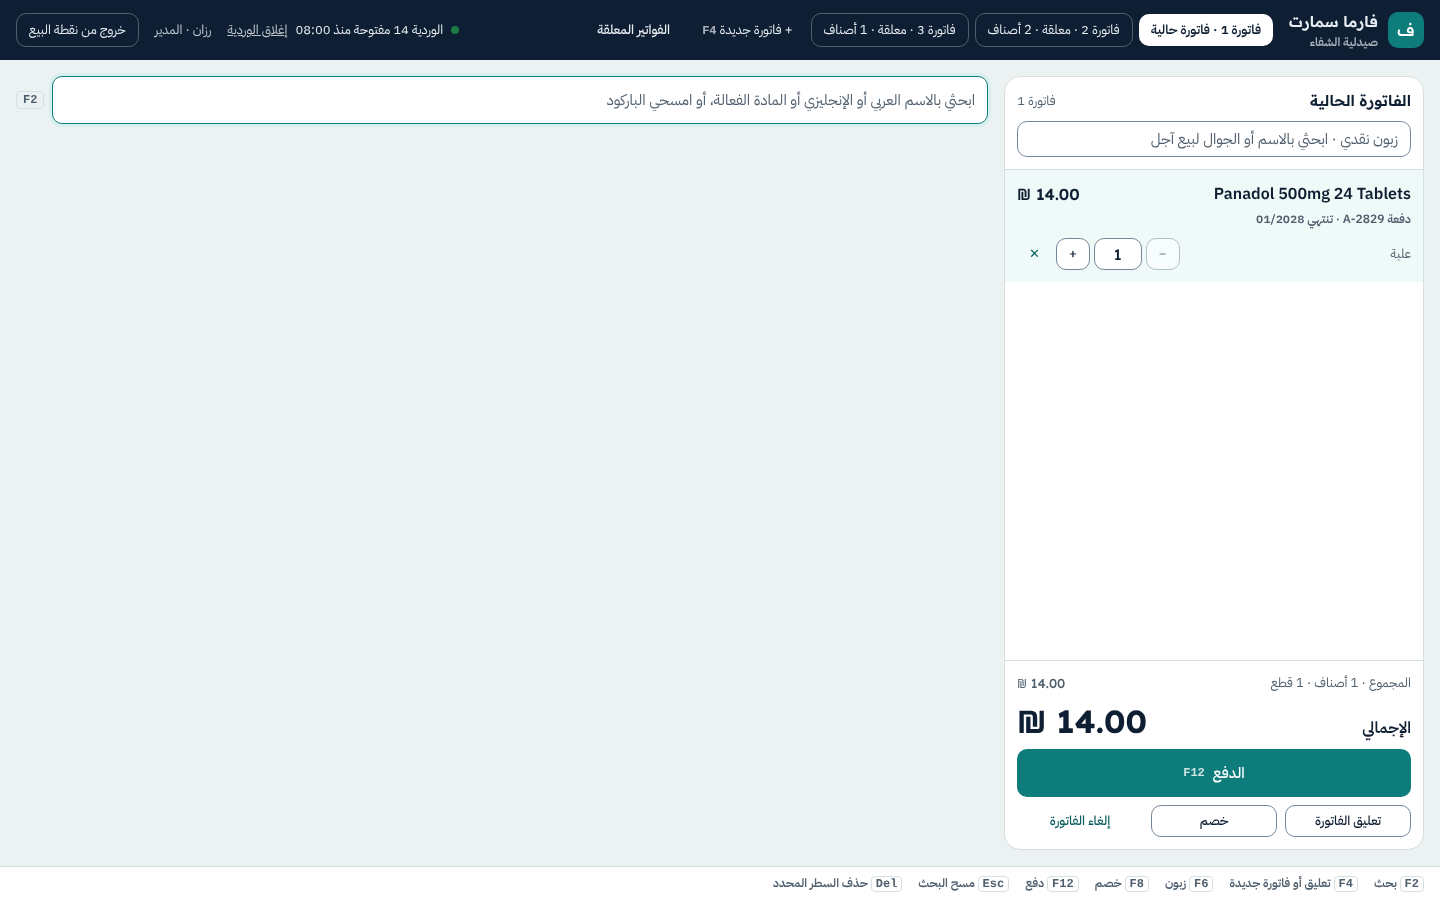 ف
فارما سمارت
صيدلية الشفاء
فاتورة 1 · فاتورة حالية
فاتورة 2 · معلقة · 2 أصناف
فاتورة 3 · معلقة · 1 أصناف
+ فاتورة جديدة F4
الفواتير المعلقة
الوردية 14 مفتوحة منذ 08:00
إغلاق الوردية
رزان · المدير
خروج من نقطة البيع
الفاتورة الحالية
فاتورة 1
زبون نقدي · ابحثي بالاسم أو الجوال لبيع آجل
Panadol 500mg 24 Tablets
14.00 ₪
دفعة A-2829 · تنتهي 01/2028
علبة
−
1
+
×
المجموع · 1 أصناف · 1 قطع
14.00 ₪
الإجمالي
14.00 ₪
الدفع F12
تعليق الفاتورة
خصم
إلغاء الفاتورة
ابحثي بالاسم العربي أو الإنجليزي أو المادة الفعالة، أو امسحي الباركود
F2
F2 بحث
F4 تعليق أو فاتورة جديدة
F6 زبون
F8 خصم
F12 دفع
Esc مسح البحث
Del حذف السطر المحدد